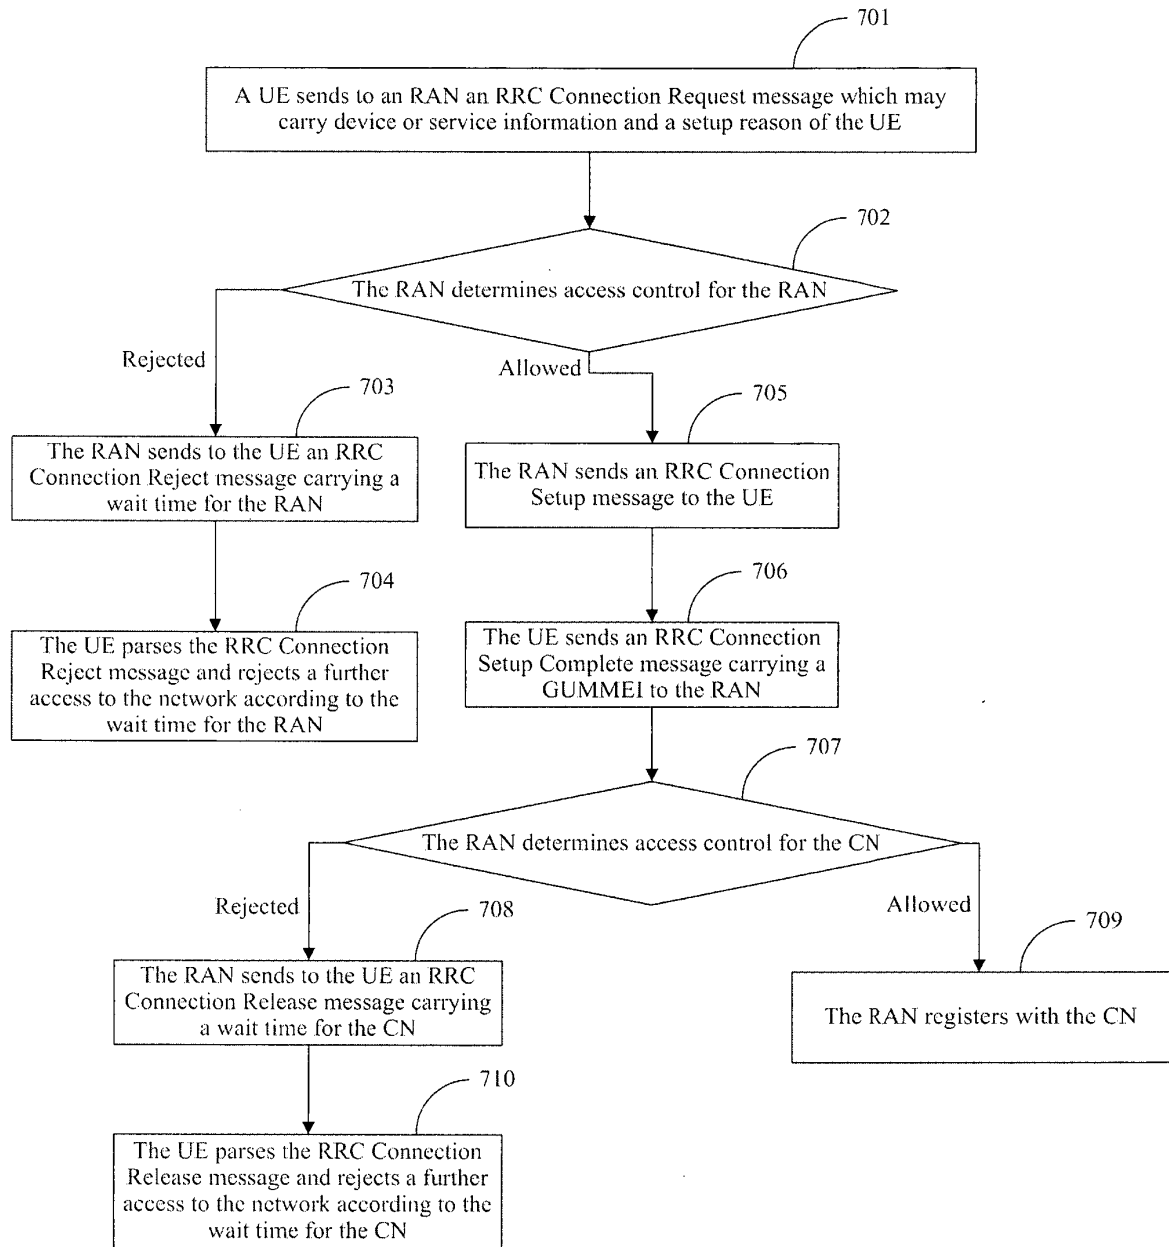 701
A UE sends to an RAN an RRC Connection Request message which may
carry device or service information and a setup reason of the UE
702
The RAN determines access control for the RAN
Rejected
Allowed
703
The RAN sends to the UE an RRC
Connection Reject message carrying a
wait time for the RAN
705
The RAN sends an RRC Connection
Setup message to the UE
704
The UE parses the RRC Connection
Reject message and rejects a further
access to the network according to the
wait time for the RAN
706
The UE sends an RRC Connection
Setup Complete message carrying a
GUMMEI to the RAN
707
The RAN determines access control for the CN
Rejected
Allowed
708
The RAN sends to the UE an RRC
Connection Release message carrying
a wait time for the CN
709
The RAN registers with the CN
710
The UE parses the RRC Connection
Release message and rejects a further
access to the network according to the
wait time for the CN